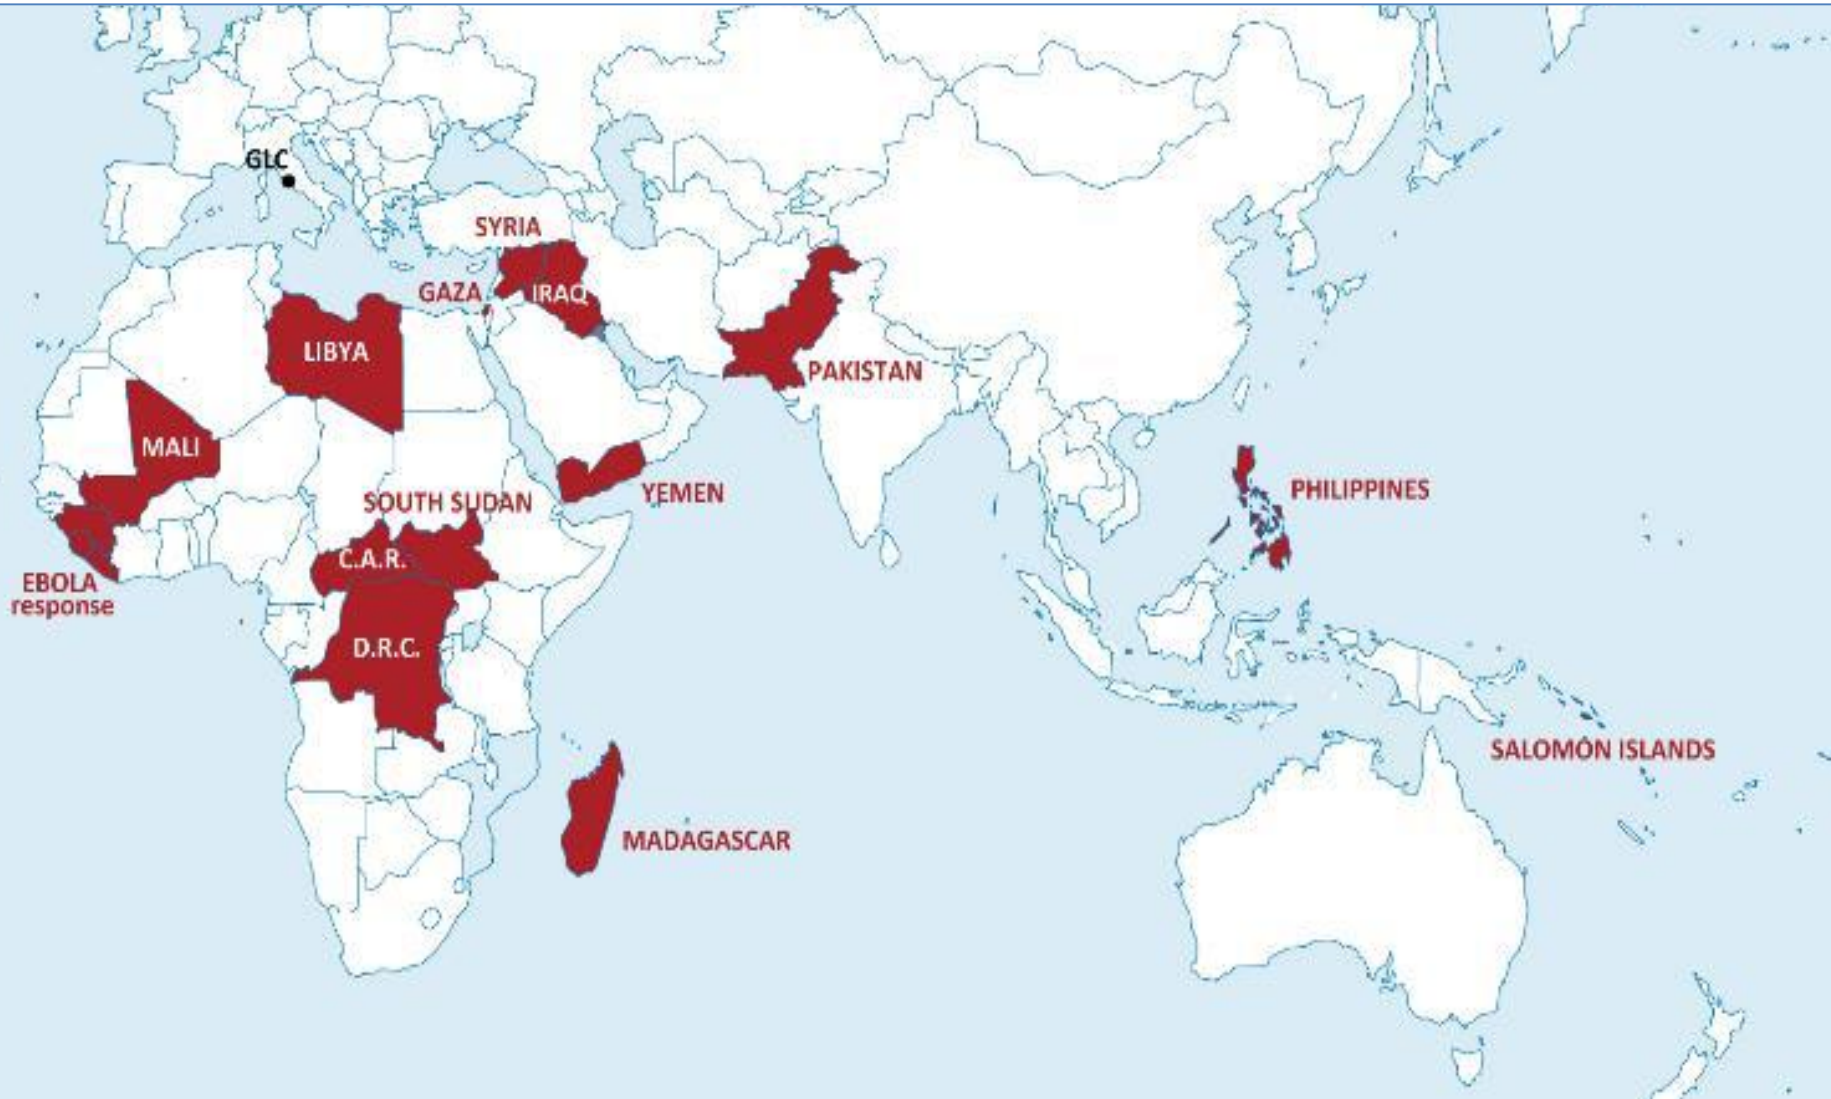 GLC
SYRIA
GAZA
IRAQ
LIBYA
PAKISTAN
MALI
YEMEN
PHILIPPINES
SOUTH SUDAN
C.A.R.
EBOLA
response
D.R.C.
SALOMON ISLANDS
MADAGASCAR